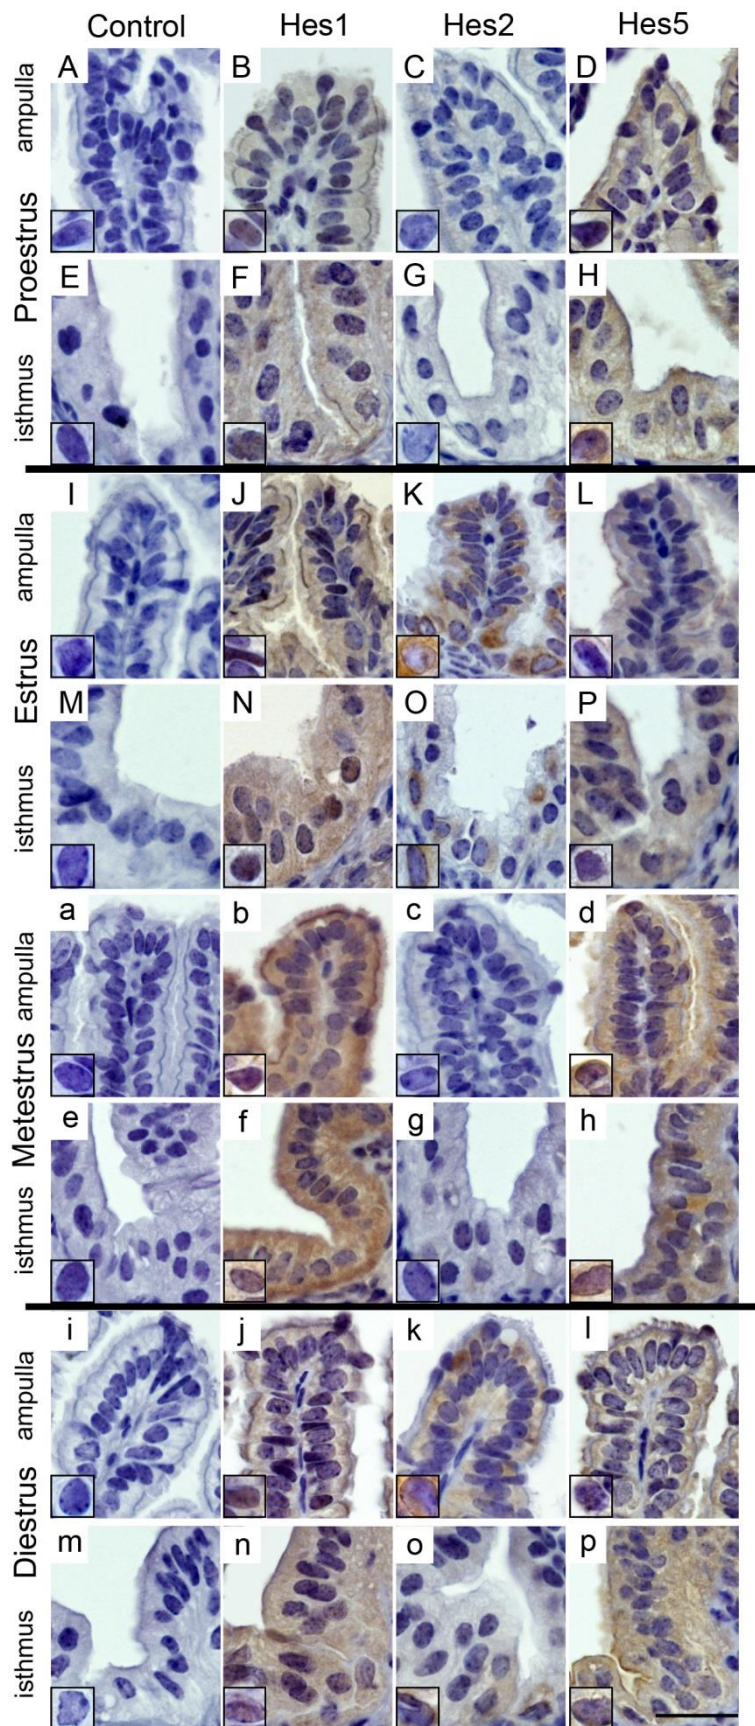 Control Hes1 Hes2 Hes5
Proestrus
ampulla
A B C D
isthmus
E F G H
Estrus
ampulla
I J K L
isthmus
M N O P
Metestrus
ampulla
a b c d
isthmus
e f g h
Diestrus
ampulla
i j k l
isthmus
m n o p